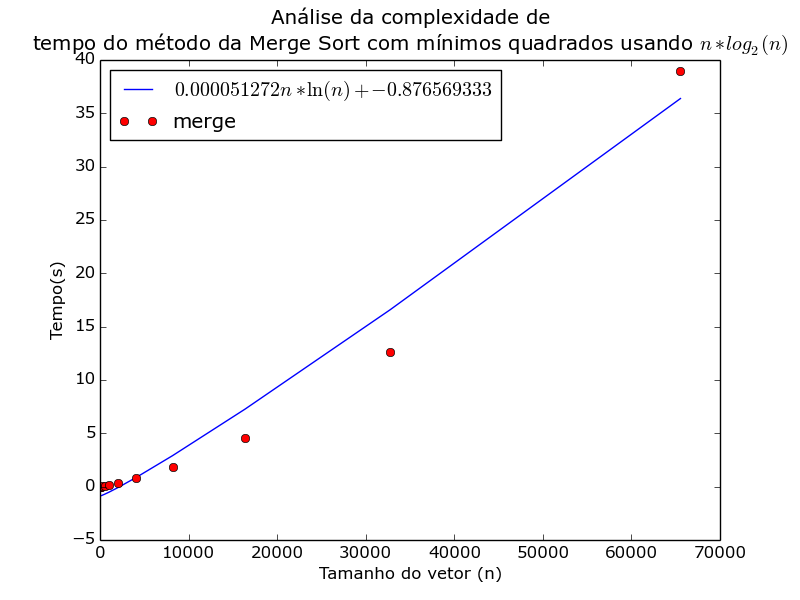 Análise da complexidade de
tempo do método da Merge Sort com mínimos quadrados usando n*log₂(n)
0.000051272n*ln(n)+−0.876569333
merge
40
35
30
25
20
15
10
5
0
−5
Tempo(s)
0 10000 20000 30000 40000 50000 60000 70000
Tamanho do vetor (n)